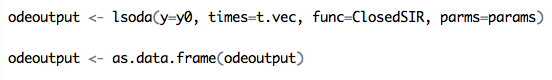 odeoutput <- lsoda(y=y0, times=t.vec, func=ClosedSIR, parms=params)
odeoutput <- as.data.frame(odeoutput)